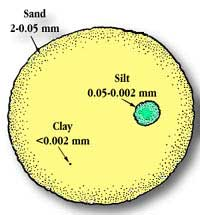 Sand
2-0.05 mm
Silt
0.05-0.002 mm
Clay
<0.002 mm